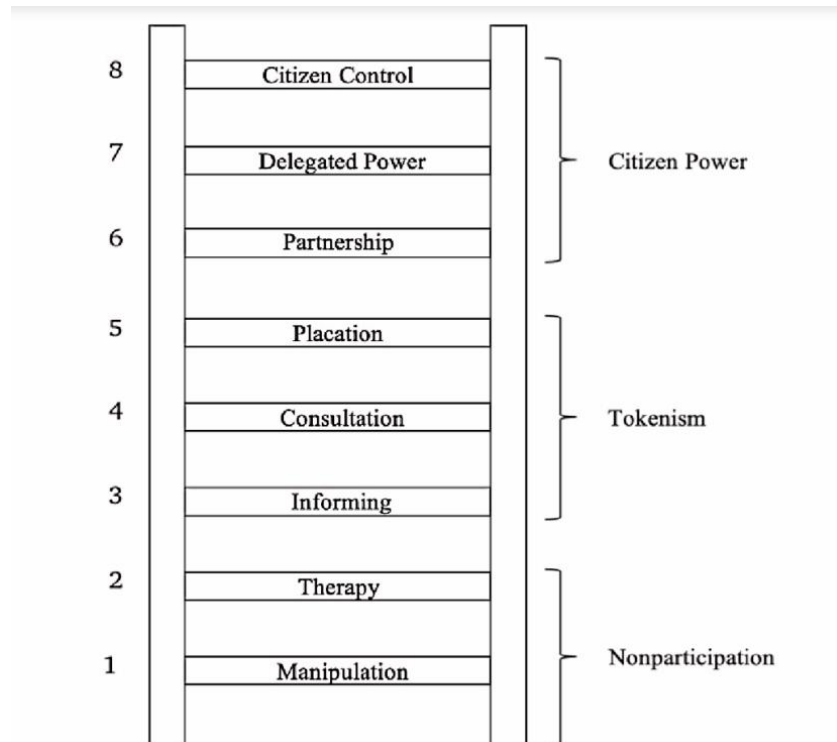 8 Citizen Control
7 Delegated Power Citizen Power
6 Partnership
5 Placation
4 Consultation Tokenism
3 Informing
2 Therapy
1 Manipulation Nonparticipation